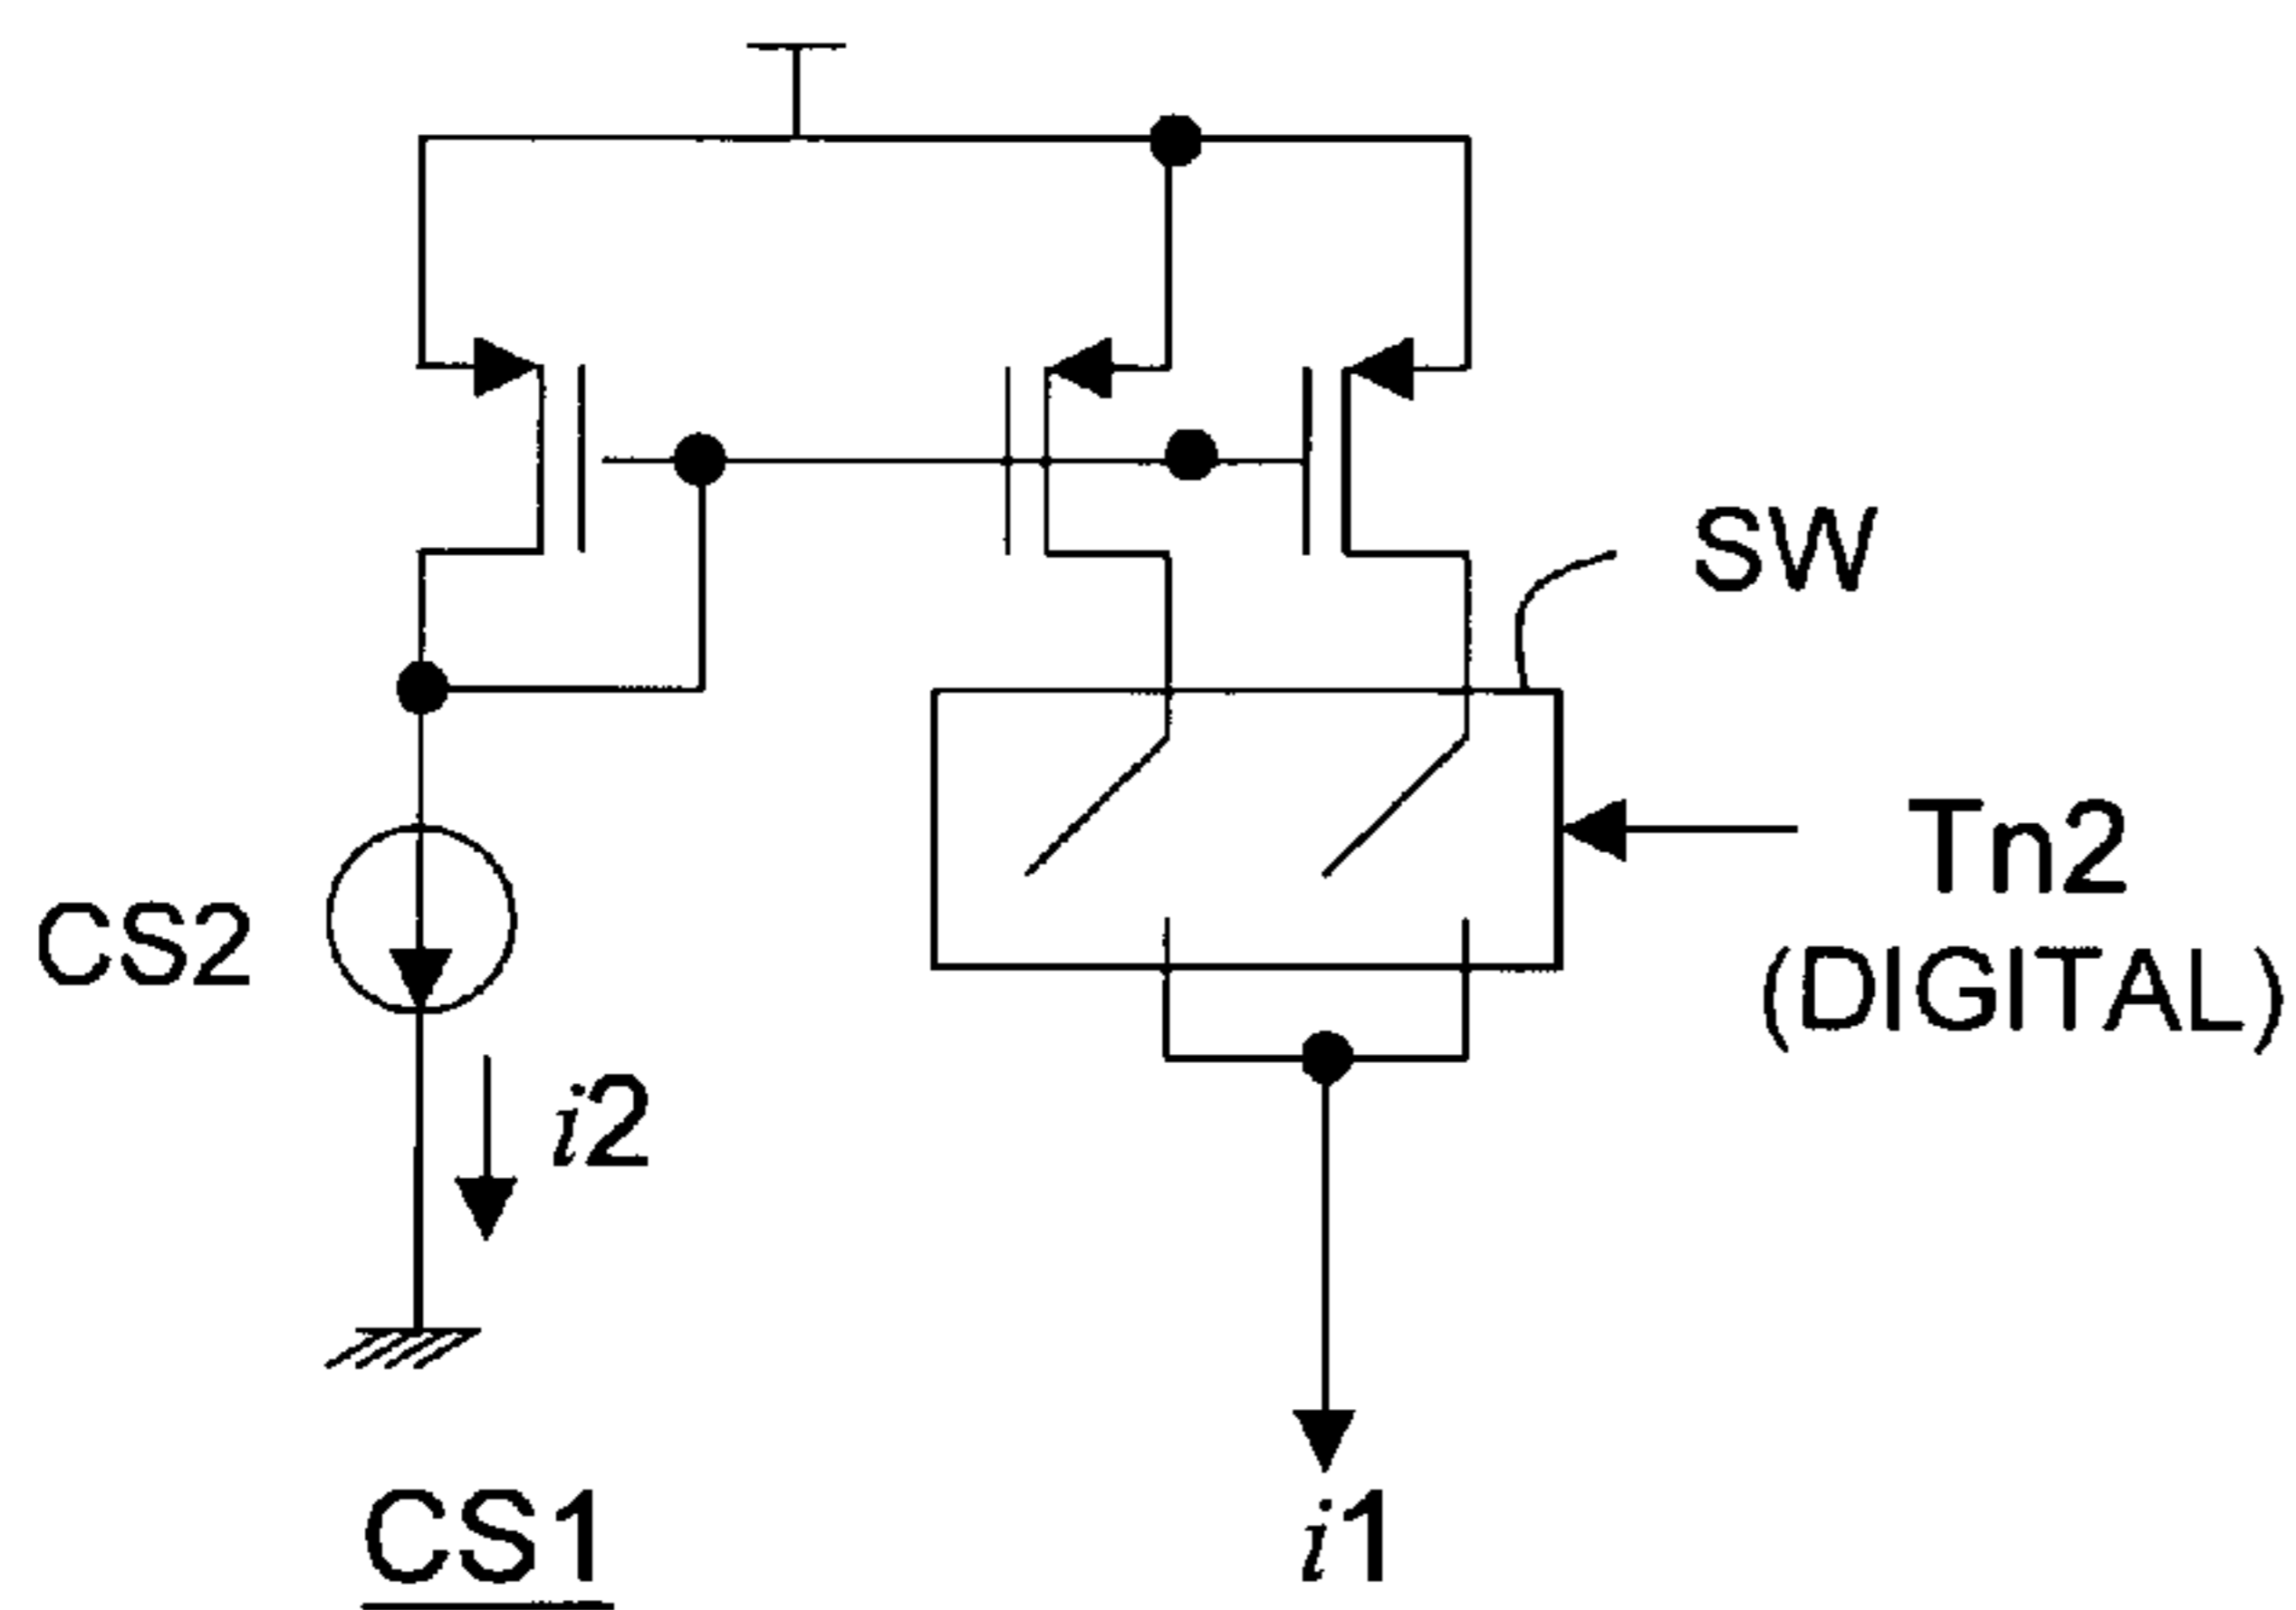 SW
Tn2
(DIGITAL)
CS2
i2
CS1
i1